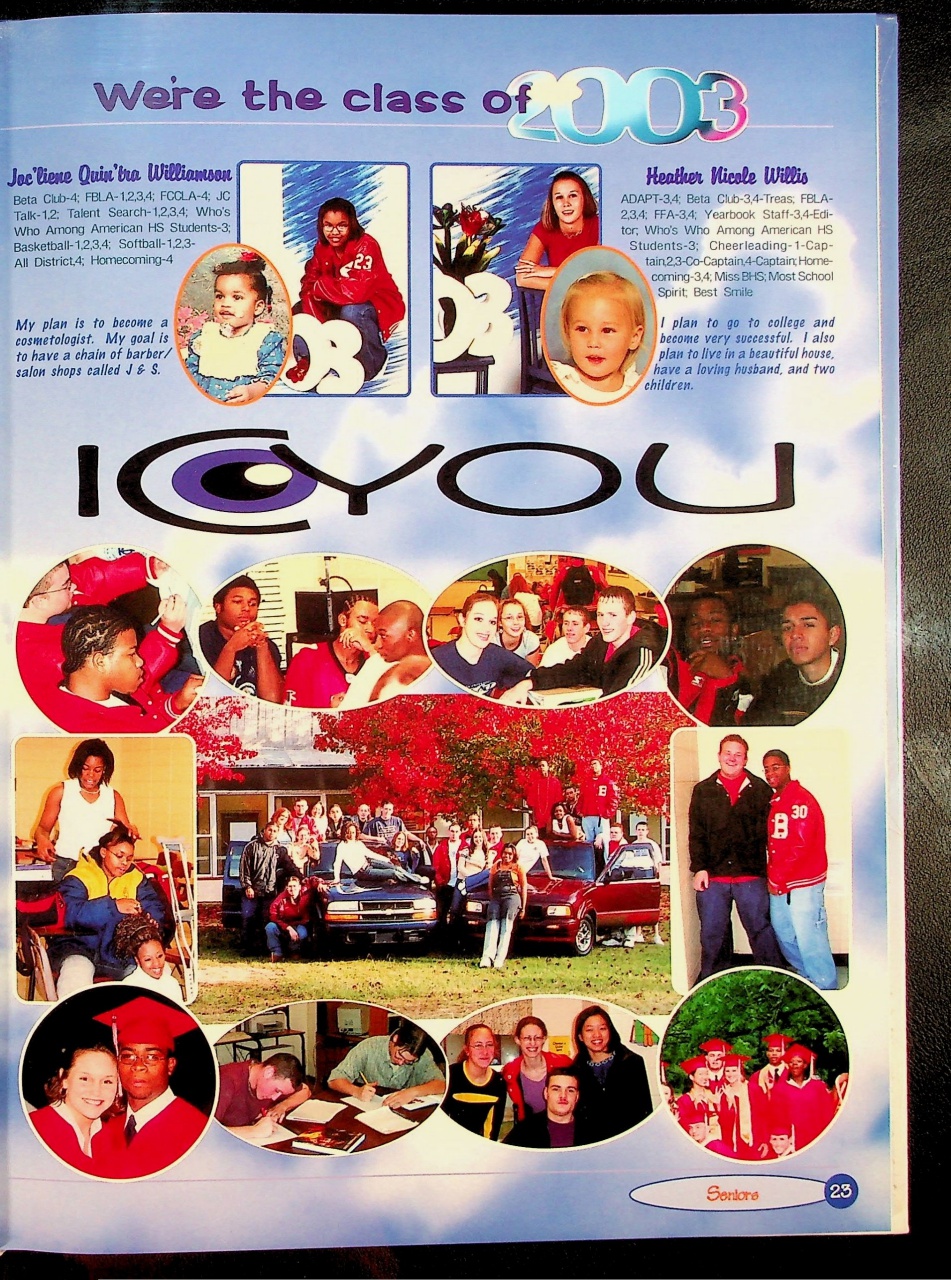 We're the class of 2003
Joc'liene Quin'tra Williamson
Beta Club-4; FBLA-1,2,3,4; FCCLA-4; JC
Talk-1,2; Talent Search-1,2,3,4; Who's
Who Among American HS Students-3;
Basketball-1,2,3,4; Softball-1,2,3-
All District,4; Homecoming-4
My plan is to become a
cosmetologist. My goal is
to have a chain of barber/
salon shops called J & S.
23
03
Heather Nicole Willis
ADAPT-3,4; Beta Club-3,4-Treas; FBLA-
2,3,4; FFA-3,4; Yearbook Staff-3,4-Edi-
tor; Who's Who Among American HS
Students-3; Cheerleading-1-Cap-
tain,2,3-Co-Captain,4-Captain; Home-
coming-3,4; Miss BHS; Most School
Spirit; Best Smile
I plan to go to college and
become very successful. I also
plan to live in a beautiful house,
have a loving husband, and two
children.
03
I C YOU
B
B 30
Seniors 23